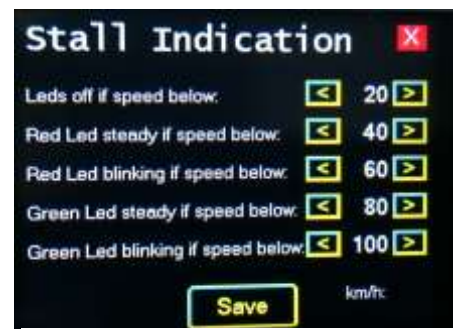 Stall Indication X
Leds off if speed below: < 20 >
Red Led steady if speed below: < 40 >
Red Led blinking if speed below: < 60 >
Green Led steady if speed below: < 80 >
Green Led blinking if speed below: < 100 >
Save km/h: